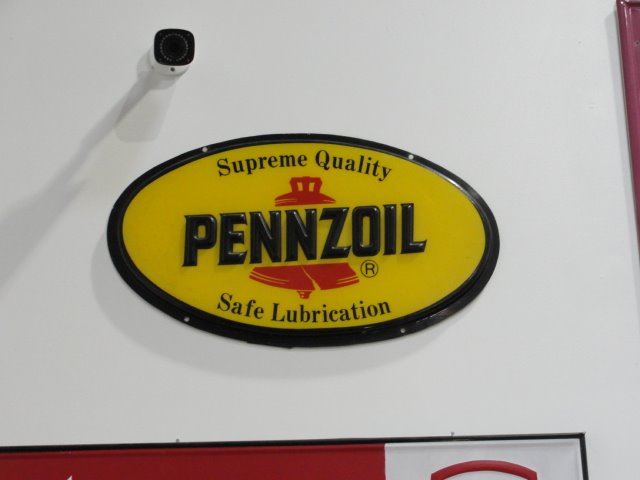 Supreme Quality
PENNZOIL
®
Safe Lubrication